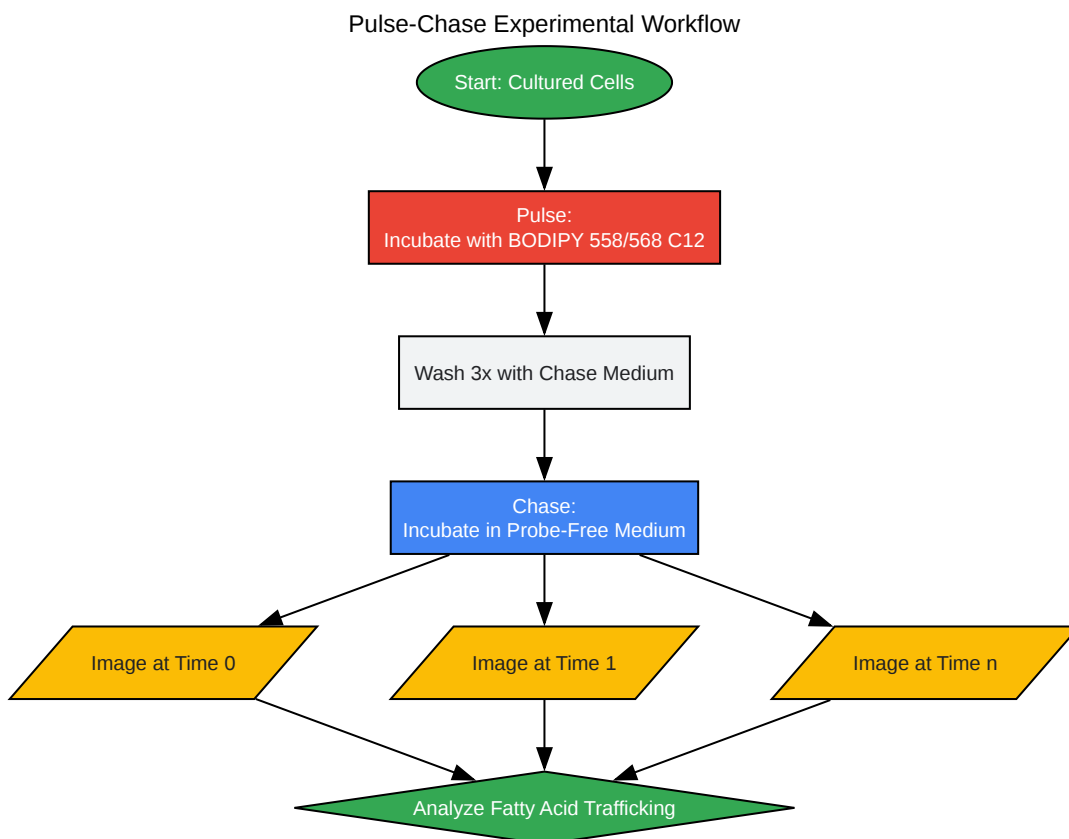 Pulse-Chase Experimental Workflow
Start: Cultured Cells
Pulse:
Incubate with BODIPY 558/568 C12
Wash 3x with Chase Medium
Chase:
Incubate in Probe-Free Medium
Image at Time 0
Image at Time 1
Image at Time n
Analyze Fatty Acid Trafficking